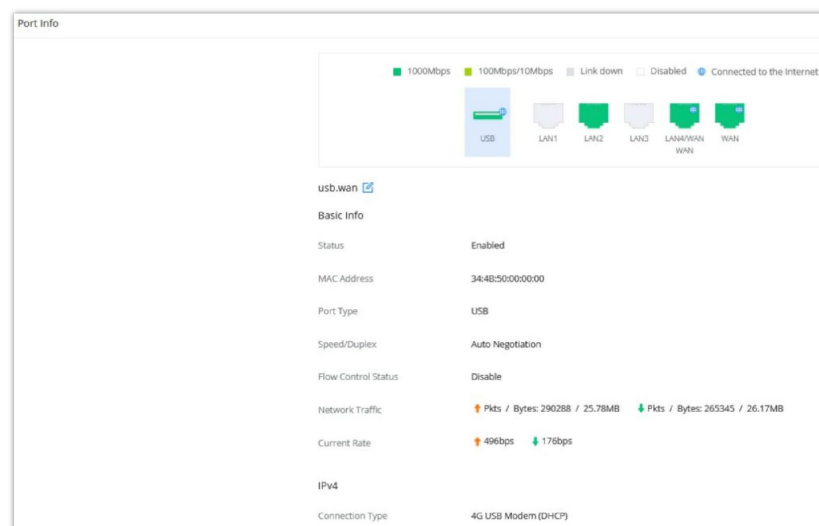 Port Info
1000Mbps 100Mbps/10Mbps Link down Disabled Connected to the Internet
USB LAN1 LAN2 LAN3 LAN4/WAN WAN
WAN
usb.wan
Basic Info
Status Enabled
MAC Address 34:4B:50:00:00:00
Port Type USB
Speed/Duplex Auto Negotiation
Flow Control Status Disable
Network Traffic Pkts / Bytes: 290288 / 25.78MB Pkts / Bytes: 265345 / 26.17MB
Current Rate 496bps 176bps
IPv4
Connection Type 4G USB Modem (DHCP)